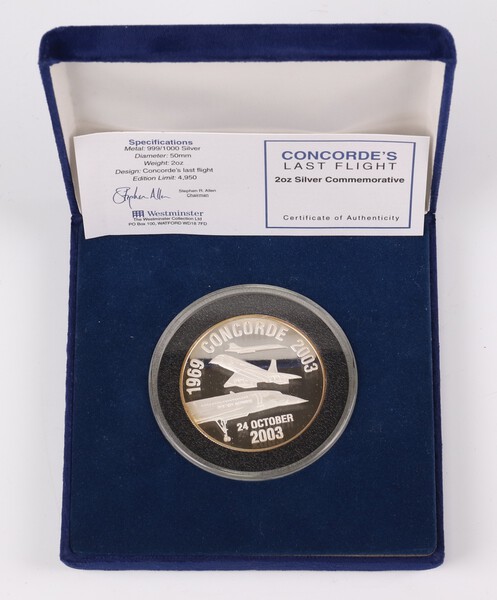 Specifications
Metal: 999/1000 Silver
Diameter: 50mm
Weight: 2oz
Design: Concorde's last flight
Edition Limit: 4,950
Stephen Allen
Stephen R. Allen
Chairman
Westminster
The Westminster Collection Ltd
PO Box 100, WATFORD WD18 7FD
CONCORDE'S
LAST FLIGHT
2oz Silver Commemorative
Certificate of Authenticity
1969 CONCORDE 2003
24 OCTOBER
2003